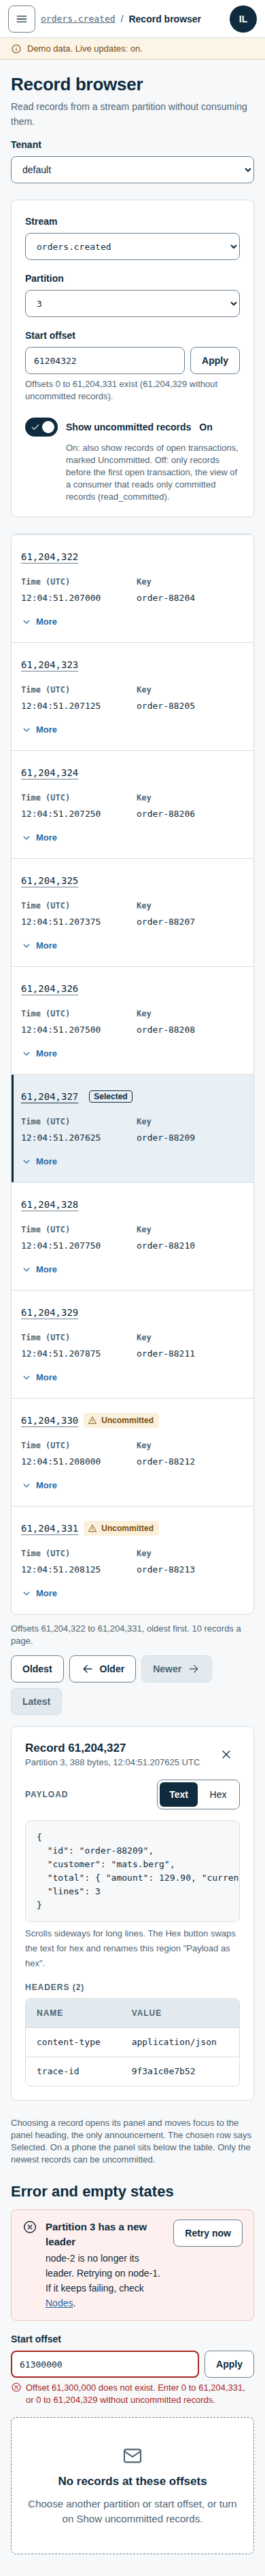 orders.created / Record browser IL
Demo data. Live updates: on.
Record browser
Read records from a stream partition without consuming
them.
Tenant
default
Stream
orders.created
Partition
3
Start offset
61204322 Apply
Offsets 0 to 61,204,331 exist (61,204,329 without
uncommitted records).
Show uncommitted records On
On: also show records of open transactions,
marked Uncommitted. Off: only records
before the first open transaction, the view of
a consumer that reads only committed
records (read_committed).
61,204,322
Time (UTC) Key
12:04:51.207000 order-88204
More
61,204,323
Time (UTC) Key
12:04:51.207125 order-88205
More
61,204,324
Time (UTC) Key
12:04:51.207250 order-88206
More
61,204,325
Time (UTC) Key
12:04:51.207375 order-88207
More
61,204,326
Time (UTC) Key
12:04:51.207500 order-88208
More
61,204,327 Selected
Time (UTC) Key
12:04:51.207625 order-88209
More
61,204,328
Time (UTC) Key
12:04:51.207750 order-88210
More
61,204,329
Time (UTC) Key
12:04:51.207875 order-88211
More
61,204,330 Uncommitted
Time (UTC) Key
12:04:51.208000 order-88212
More
61,204,331 Uncommitted
Time (UTC) Key
12:04:51.208125 order-88213
More
Offsets 61,204,322 to 61,204,331, oldest first. 10 records a
page.
Oldest Older Newer
Latest
Record 61,204,327
Partition 3, 388 bytes, 12:04:51.207625 UTC
PAYLOAD Text Hex
{
"id": "order-88209",
"customer": "mats.berg",
"total": { "amount": 129.90, "curren
"lines": 3
}
Scrolls sideways for long lines. The Hex button swaps
the text for hex and renames this region "Payload as
hex".
HEADERS (2)
NAME VALUE
content-type application/json
trace-id 9f3a1c0e7b52
Choosing a record opens its panel and moves focus to the
panel heading, the only announcement. The chosen row says
Selected. On a phone the panel sits below the table. Only the
newest records can be uncommitted.
Error and empty states
Partition 3 has a new
leader
node-2 is no longer its
leader. Retrying on node-1.
If it keeps failing, check
Nodes.
Retry now
Start offset
61300000 Apply
Offset 61,300,000 does not exist. Enter 0 to 61,204,331,
or 0 to 61,204,329 without uncommitted records.
No records at these offsets
Choose another partition or start offset, or turn
on Show uncommitted records.